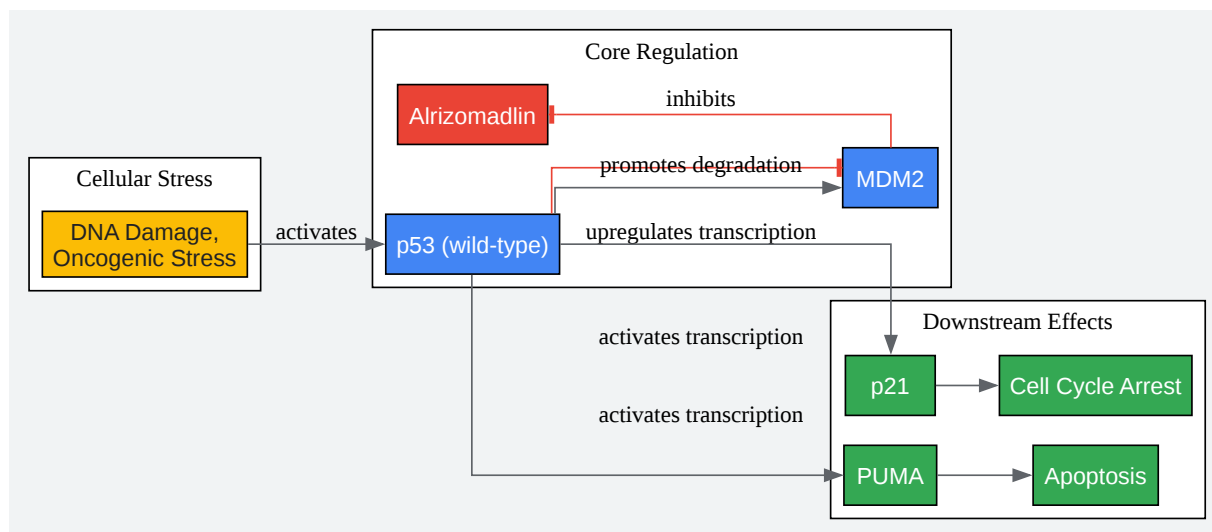 Core Regulation
Alrizomadlin
inhibits
promotes degradation
MDM2
Cellular Stress
DNA Damage,
Oncogenic Stress
activates
p53 (wild-type)
upregulates transcription
Downstream Effects
activates transcription
p21
Cell Cycle Arrest
activates transcription
PUMA
Apoptosis